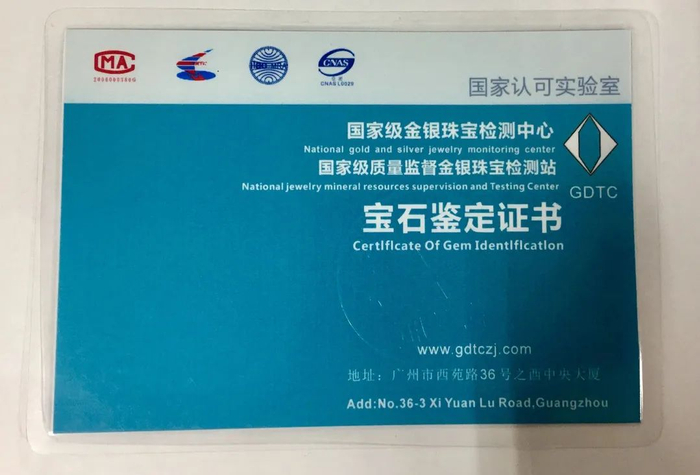 MA
CNAS
CNAS L0029
国家认可实验室
国家级金银珠宝检测中心
National gold and silver jewelry monitoring center
国家级质量监督金银珠宝检测站
National jewelry mineral resources supervision and Testing Center
GDTC
宝石鉴定证书
Certificate Of Gem Identification
www.gdtczj.com
地址：广州市西苑路36号之西中央大厦
Add:No.36-3 Xi Yuan Lu Road,Guangzhou